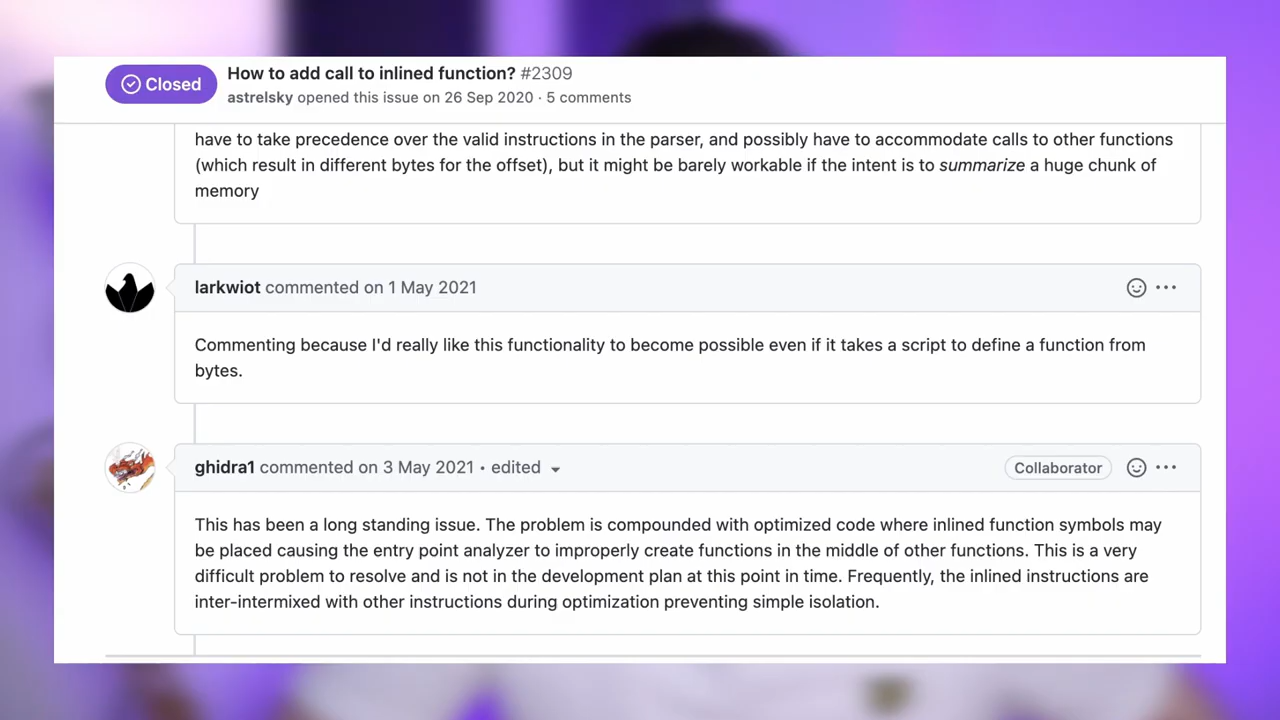 Closed
How to add call to inlined function? #2309
astrelsky opened this issue on 26 Sep 2020 · 5 comments
have to take precedence over the valid instructions in the parser, and possibly have to accommodate calls to other functions
(which result in different bytes for the offset), but it might be barely workable if the intent is to summarize a huge chunk of
memory
larkwiot commented on 1 May 2021
Commenting because I'd really like this functionality to become possible even if it takes a script to define a function from
bytes.
ghidra1 commented on 3 May 2021 • edited
Collaborator
This has been a long standing issue. The problem is compounded with optimized code where inlined function symbols may
be placed causing the entry point analyzer to improperly create functions in the middle of other functions. This is a very
difficult problem to resolve and is not in the development plan at this point in time. Frequently, the inlined instructions are
inter-intermixed with other instructions during optimization preventing simple isolation.